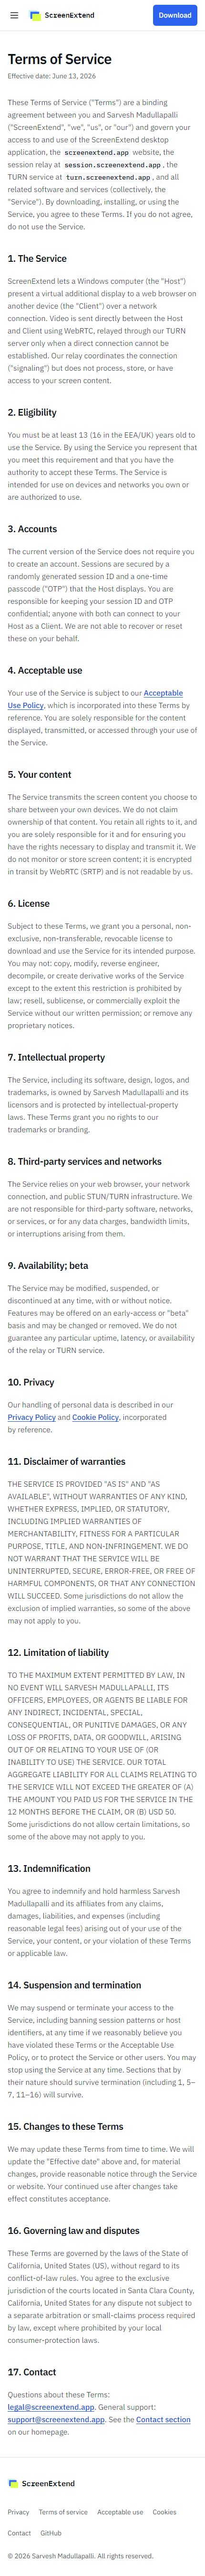 ScreenExtend
Download
Terms of Service
Effective date: June 13, 2026
These Terms of Service ("Terms") are a binding
agreement between you and Sarvesh Madullapalli
("ScreenExtend", "we", "us", or "our") and govern your
access to and use of the ScreenExtend desktop
application, the screenextend.app website, the
session relay at session.screenextend.app, the
TURN service at turn.screenextend.app, and all
related software and services (collectively, the
"Service"). By downloading, installing, or using the
Service, you agree to these Terms. If you do not agree,
do not use the Service.
1. The Service
ScreenExtend lets a Windows computer (the "Host")
present a virtual additional display to a web browser on
another device (the "Client") over a network
connection. Video is sent directly between the Host
and Client using WebRTC, relayed through our TURN
server only when a direct connection cannot be
established. Our relay coordinates the connection
("signaling") but does not process, store, or have
access to your screen content.
2. Eligibility
You must be at least 13 (16 in the EEA/UK) years old to
use the Service. By using the Service you represent that
you meet this requirement and that you have the
authority to accept these Terms. The Service is
intended for use on devices and networks you own or
are authorized to use.
3. Accounts
The current version of the Service does not require you
to create an account. Sessions are secured by a
randomly generated session ID and a one-time
passcode ("OTP") that the Host displays. You are
responsible for keeping your session ID and OTP
confidential; anyone with both can connect to your
Host as a Client. We are not able to recover or reset
these on your behalf.
4. Acceptable use
Your use of the Service is subject to our Acceptable
Use Policy, which is incorporated into these Terms by
reference. You are solely responsible for the content
displayed, transmitted, or accessed through your use of
the Service.
5. Your content
The Service transmits the screen content you choose to
share between your own devices. We do not claim
ownership of that content. You retain all rights to it, and
you are solely responsible for it and for ensuring you
have the rights necessary to display and transmit it. We
do not monitor or store screen content; it is encrypted
in transit by WebRTC (SRTP) and is not readable by us.
6. License
Subject to these Terms, we grant you a personal, non-
exclusive, non-transferable, revocable license to
download and use the Service for its intended purpose.
You may not: copy, modify, reverse engineer,
decompile, or create derivative works of the Service
except to the extent this restriction is prohibited by
law; resell, sublicense, or commercially exploit the
Service without our written permission; or remove any
proprietary notices.
7. Intellectual property
The Service, including its software, design, logos, and
trademarks, is owned by Sarvesh Madullapalli and its
licensors and is protected by intellectual-property
laws. These Terms grant you no rights to our
trademarks or branding.
8. Third-party services and networks
The Service relies on your web browser, your network
connection, and public STUN/TURN infrastructure. We
are not responsible for third-party software, networks,
or services, or for any data charges, bandwidth limits,
or interruptions arising from them.
9. Availability; beta
The Service may be modified, suspended, or
discontinued at any time, with or without notice.
Features may be offered on an early-access or "beta"
basis and may be changed or removed. We do not
guarantee any particular uptime, latency, or availability
of the relay or TURN service.
10. Privacy
Our handling of personal data is described in our
Privacy Policy and Cookie Policy, incorporated
by reference.
11. Disclaimer of warranties
THE SERVICE IS PROVIDED "AS IS" AND "AS
AVAILABLE", WITHOUT WARRANTIES OF ANY KIND,
WHETHER EXPRESS, IMPLIED, OR STATUTORY,
INCLUDING IMPLIED WARRANTIES OF
MERCHANTABILITY, FITNESS FOR A PARTICULAR
PURPOSE, TITLE, AND NON-INFRINGEMENT. WE DO
NOT WARRANT THAT THE SERVICE WILL BE
UNINTERRUPTED, SECURE, ERROR-FREE, OR FREE OF
HARMFUL COMPONENTS, OR THAT ANY CONNECTION
WILL SUCCEED. Some jurisdictions do not allow the
exclusion of implied warranties, so some of the above
may not apply to you.
12. Limitation of liability
TO THE MAXIMUM EXTENT PERMITTED BY LAW, IN
NO EVENT WILL SARVESH MADULLAPALLI, ITS
OFFICERS, EMPLOYEES, OR AGENTS BE LIABLE FOR
ANY INDIRECT, INCIDENTAL, SPECIAL,
CONSEQUENTIAL, OR PUNITIVE DAMAGES, OR ANY
LOSS OF PROFITS, DATA, OR GOODWILL, ARISING
OUT OF OR RELATING TO YOUR USE OF (OR
INABILITY TO USE) THE SERVICE. OUR TOTAL
AGGREGATE LIABILITY FOR ALL CLAIMS RELATING TO
THE SERVICE WILL NOT EXCEED THE GREATER OF (A)
THE AMOUNT YOU PAID US FOR THE SERVICE IN THE
12 MONTHS BEFORE THE CLAIM, OR (B) USD 50.
Some jurisdictions do not allow certain limitations, so
some of the above may not apply to you.
13. Indemnification
You agree to indemnify and hold harmless Sarvesh
Madullapalli and its affiliates from any claims,
damages, liabilities, and expenses (including
reasonable legal fees) arising out of your use of the
Service, your content, or your violation of these Terms
or applicable law.
14. Suspension and termination
We may suspend or terminate your access to the
Service, including banning session patterns or host
identifiers, at any time if we reasonably believe you
have violated these Terms or the Acceptable Use
Policy, or to protect the Service or other users. You may
stop using the Service at any time. Sections that by
their nature should survive termination (including 1, 5–
7, 11–16) will survive.
15. Changes to these Terms
We may update these Terms from time to time. We will
update the "Effective date" above and, for material
changes, provide reasonable notice through the Service
or website. Your continued use after changes take
effect constitutes acceptance.
16. Governing law and disputes
These Terms are governed by the laws of the State of
California, United States (US), without regard to its
conflict-of-law rules. You agree to the exclusive
jurisdiction of the courts located in Santa Clara County,
California, United States for any dispute not subject to
a separate arbitration or small-claims process required
by law, except where prohibited by your local
consumer-protection laws.
17. Contact
Questions about these Terms:
legal@screenextend.app. General support:
support@screenextend.app. See the Contact section
on our homepage.
ScreenExtend
Privacy Terms of service Acceptable use Cookies
Contact GitHub
© 2026 Sarvesh Madullapalli. All rights reserved.